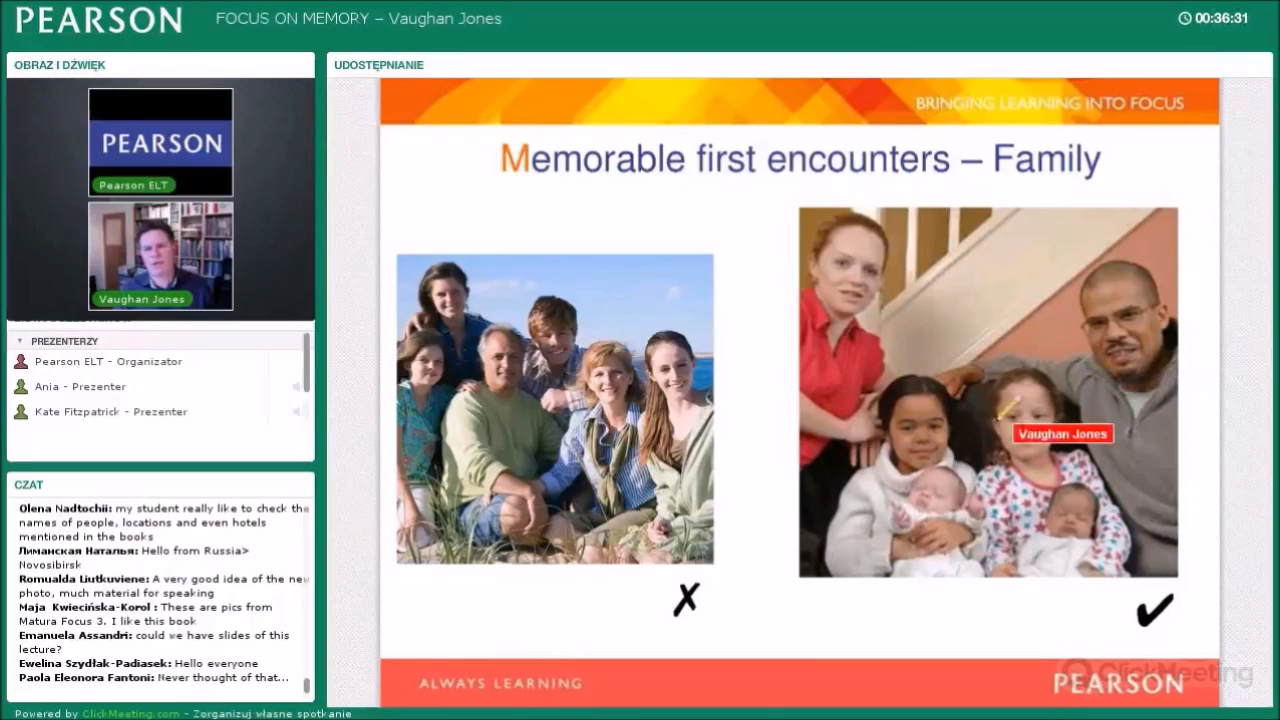 PEARSON
FOCUS ON MEMORY – Vaughan Jones
00:36:31
OBRAZ I DŹWIĘK
PEARSON
Pearson ELT
Vaughan Jones
PREZENTERZY
Pearson ELT - Organizator
Ania - Prezenter
Kate Fitzpatrick - Prezenter
CZAT
Olena Nadtochii: my student really like to check the
names of people, locations and even hotels
mentioned in the books
Лиманская Наталья: Hello from Russia>
Novosibirsk
Romualda Liutkuviene: A very good idea of the new
photo, much material for speaking
Maja Kwiecińska-Korol : These are pics from
Matura Focus 3. I like this book
Emanuela Assandri: could we have slides of this
lecture?
Ewelina Szydłak-Padiasek: Hello everyone
Paola Eleonora Fantoni: Never thought of that...
UDOSTĘPNIANIE
BRINGING LEARNING INTO FOCUS
Memorable first encounters – Family
Vaughan Jones
✗
✔
ALWAYS LEARNING
PEARSON
ClickMeeting
Powered by ClickMeeting.com - Zorganizuj własne spotkanie